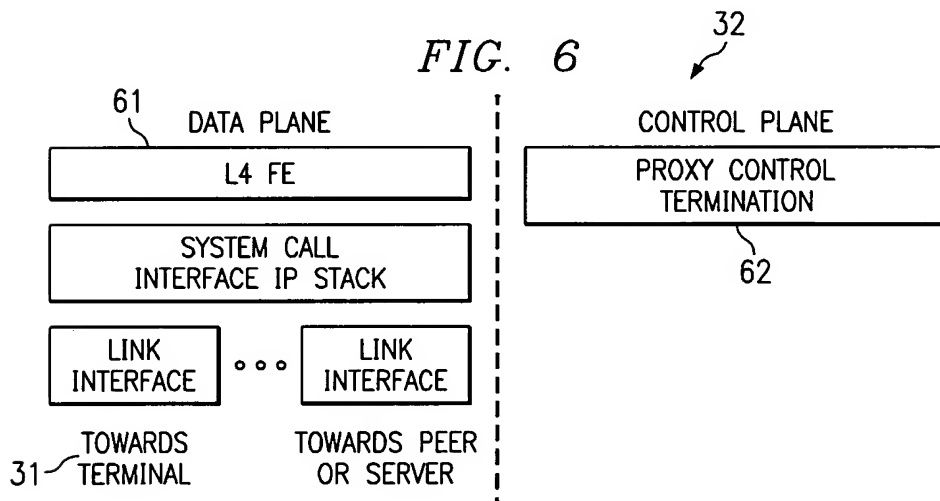 FIG. 6
32
61
DATA PLANE
L4 FE
SYSTEM CALL
INTERFACE IP STACK
LINK
INTERFACE
LINK
INTERFACE
TOWARDS
TERMINAL
31
TOWARDS PEER
OR SERVER
CONTROL PLANE
PROXY CONTROL
TERMINATION
62